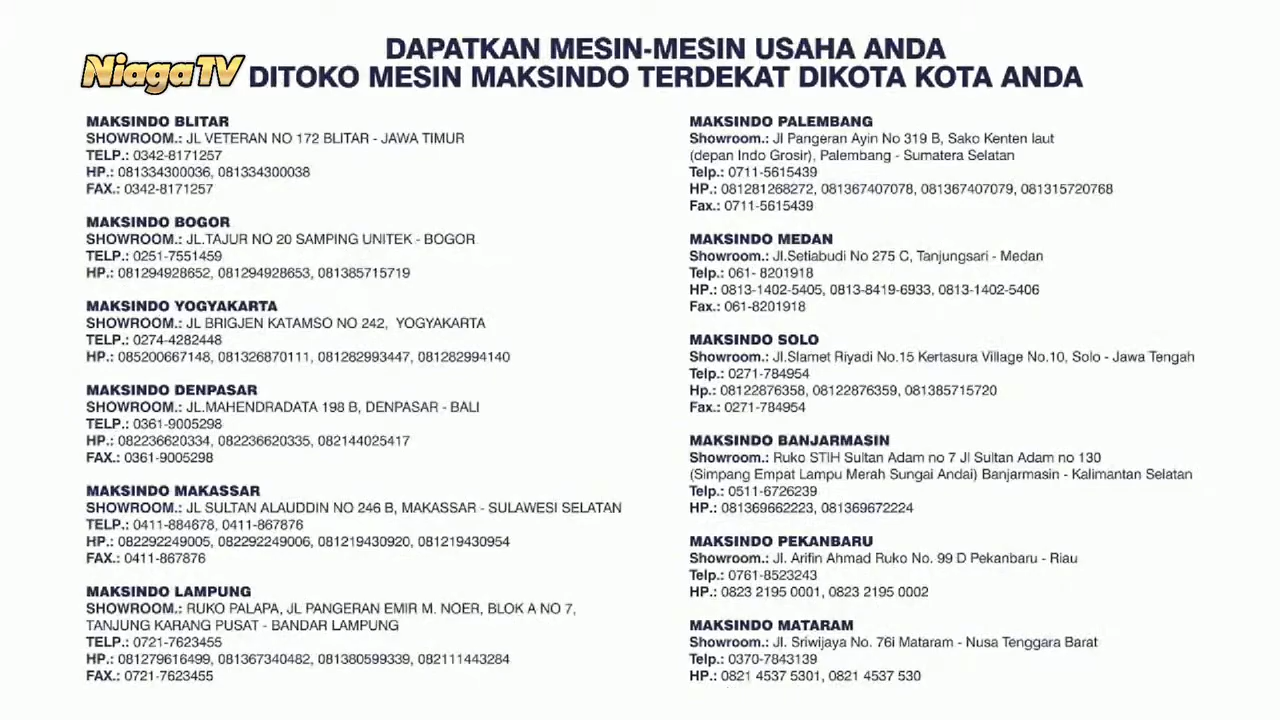 NiagaTV
DAPATKAN MESIN-MESIN USAHA ANDA
DITOKO MESIN MAKSINDO TERDEKAT DIKOTA KOTA ANDA
MAKSINDO BLITAR
SHOWROOM.: JL VETERAN NO 172 BLITAR - JAWA TIMUR
TELP.: 0342-8171257
HP.: 081334300036, 081334300038
FAX.: 0342-8171257
MAKSINDO BOGOR
SHOWROOM.: JL.TAJUR NO 20 SAMPING UNITEK - BOGOR
TELP.: 0251-7551459
HP.: 081294928652, 081294928653, 081385715719
MAKSINDO YOGYAKARTA
SHOWROOM.: JL BRIGJEN KATAMSO NO 242, YOGYAKARTA
TELP.: 0274-4282448
HP.: 085200667148, 081326870111, 081282993447, 081282994140
MAKSINDO DENPASAR
SHOWROOM.: JL.MAHENDRADATA 198 B, DENPASAR - BALI
TELP.: 0361-9005298
HP.: 082236620334, 082236620335, 082144025417
FAX.: 0361-9005298
MAKSINDO MAKASSAR
SHOWROOM.: JL SULTAN ALAUDDIN NO 246 B, MAKASSAR - SULAWESI SELATAN
TELP.: 0411-884678, 0411-867876
HP.: 082292249005, 082292249006, 081219430920, 081219430954
FAX.: 0411-867876
MAKSINDO LAMPUNG
SHOWROOM.: RUKO PALAPA, JL PANGERAN EMIR M. NOER, BLOK A NO 7,
TANJUNG KARANG PUSAT - BANDAR LAMPUNG
TELP.: 0721-7623455
HP.: 081279616499, 081367340482, 081380599339, 082111443284
FAX.: 0721-7623455
MAKSINDO PALEMBANG
Showroom.: Jl Pangeran Ayin No 319 B, Sako Kenten laut
(depan Indo Grosir), Palembang - Sumatera Selatan
Telp.: 0711-5615439
HP.: 081281268272, 081367407078, 081367407079, 081315720768
Fax.: 0711-5615439
MAKSINDO MEDAN
Showroom.: Jl.Setiabudi No 275 C, Tanjungsari - Medan
Telp.: 061- 8201918
HP.: 0813-1402-5405, 0813-8419-6933, 0813-1402-5406
Fax.: 061-8201918
MAKSINDO SOLO
Showroom.: Jl.Slamet Riyadi No.15 Kertasura Village No.10, Solo - Jawa Tengah
Telp.: 0271-784954
Hp.: 08122876358, 08122876359, 081385715720
Fax.: 0271-784954
MAKSINDO BANJARMASIN
Showroom.: Ruko STIH Sultan Adam no 7 Jl Sultan Adam no 130
(Simpang Empat Lampu Merah Sungai Andai) Banjarmasin - Kalimantan Selatan
Telp.: 0511-6726239
HP.: 081369662223, 081369672224
MAKSINDO PEKANBARU
Showroom.: Jl. Arifin Ahmad Ruko No. 99 D Pekanbaru - Riau
Telp.: 0761-8523243
HP.: 0823 2195 0001, 0823 2195 0002
MAKSINDO MATARAM
Showroom.: Jl. Sriwijaya No. 76i Mataram - Nusa Tenggara Barat
Telp.: 0370-7843139
HP.: 0821 4537 5301, 0821 4537 530